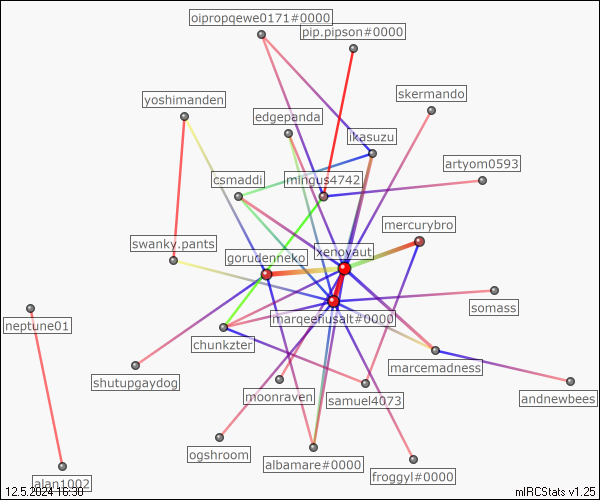 oipropqewe0171#0000
pip.pipson#0000
skermando
yoshimanden
edgepanda
ikasuzu
artyom0593
csmaddi
mingus4742
mercurybro
swanky.pants
xenoyaut
gorudenneko
somass
marqeefiusalt#0000
neptune01
chunkzter
marcemadness
shutupgaydog
moonraven
samuel4073
andnewbees
ogshroom
albamare#0000
froggyl#0000
alan1002
12.5.2024 16:30
mIRCStats v1.25